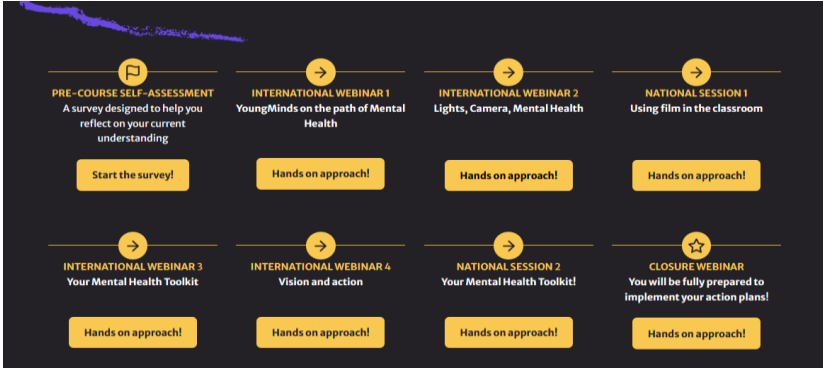 PRE-COURSE SELF-ASSESSMENT
A survey designed to help you
reflect on your current
understanding
Start the survey!
INTERNATIONAL WEBINAR 1
YoungMinds on the path of Mental
Health
Hands on approach!
INTERNATIONAL WEBINAR 2
Lights, Camera, Mental Health
Hands on approach!
NATIONAL SESSION 1
Using film in the classroom
Hands on approach!
INTERNATIONAL WEBINAR 3
Your Mental Health Toolkit
Hands on approach!
INTERNATIONAL WEBINAR 4
Vision and action
Hands on approach!
NATIONAL SESSION 2
Your Mental Health Toolkit!
Hands on approach!
CLOSURE WEBINAR
You will be fully prepared to
implement your action plans!
Hands on approach!